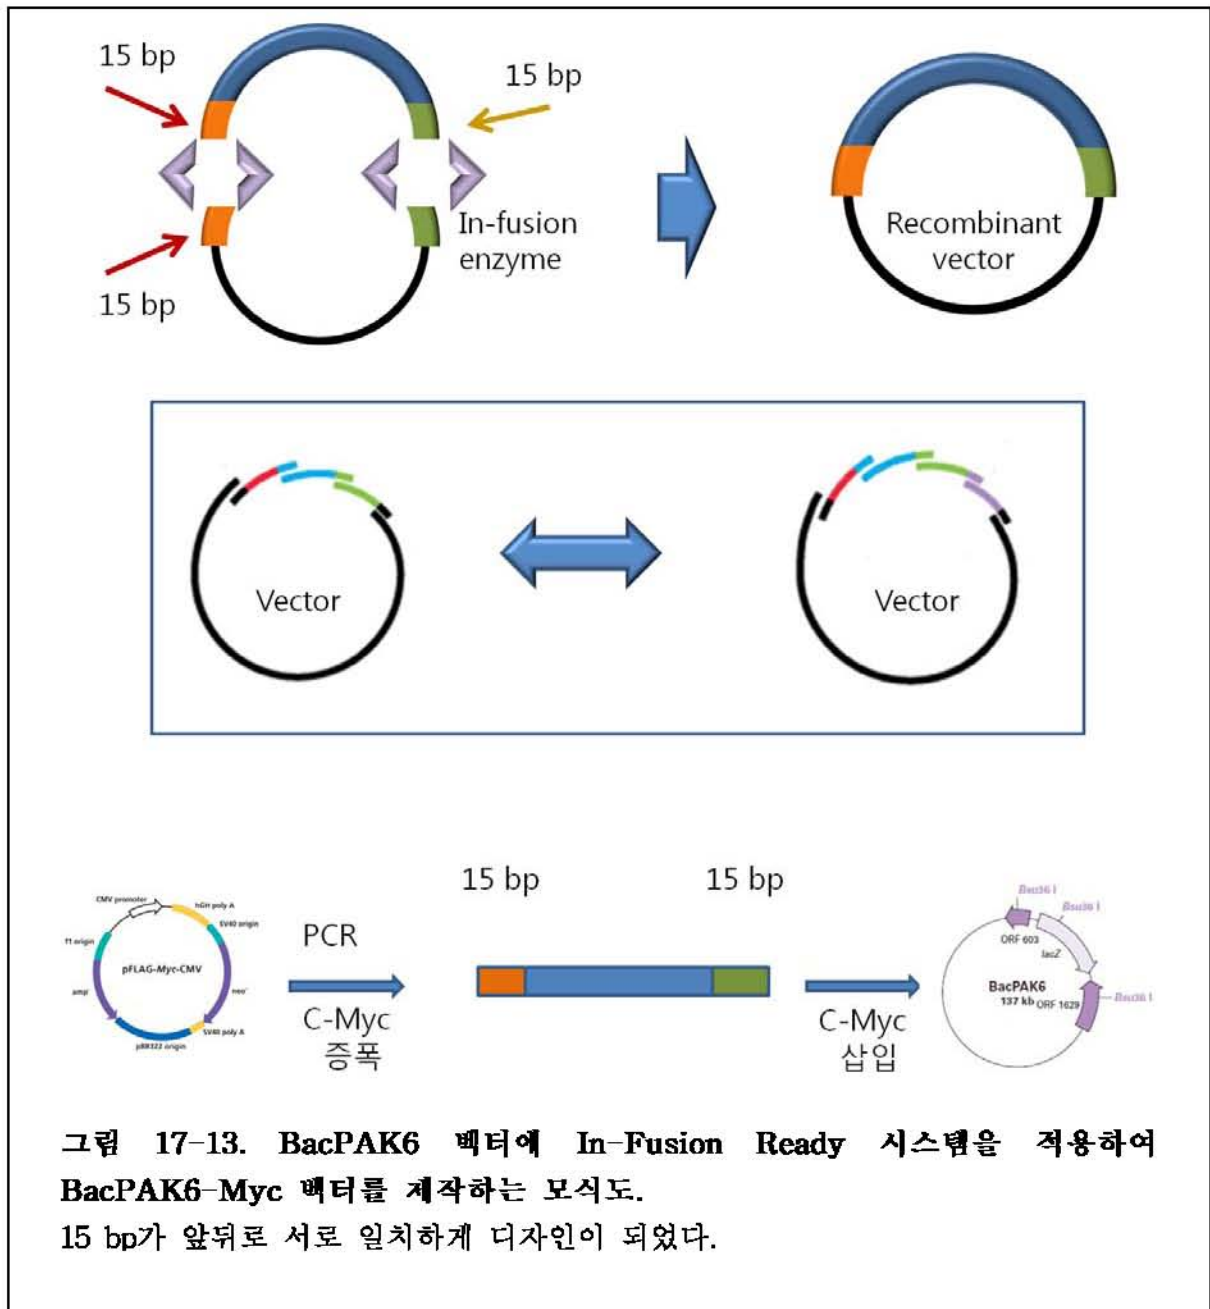 15 bp
15 bp
In-fusion
enzyme
15 bp
Recombinant
vector
Vector
Vector
15 bp
15 bp
CMV promoter
hGH poly A
SV40 origin
f1 origin
pFLAG-Myc-CMV
amp^r
neo^r
SV40 poly A
pBR322 origin
PCR
C-Myc
증폭
C-Myc
삽입
Bsu36 I
Bsu36 I
ORF 603
lacZ
BacPAK6
137 kb
ORF 1629
Bsu36 I
그림 17-13. BacPAK6 벡터에 In-Fusion Ready 시스템을 적용하여
BacPAK6-Myc 벡터를 제작하는 모식도.
15 bp가 앞뒤로 서로 일치하게 디자인이 되었다.